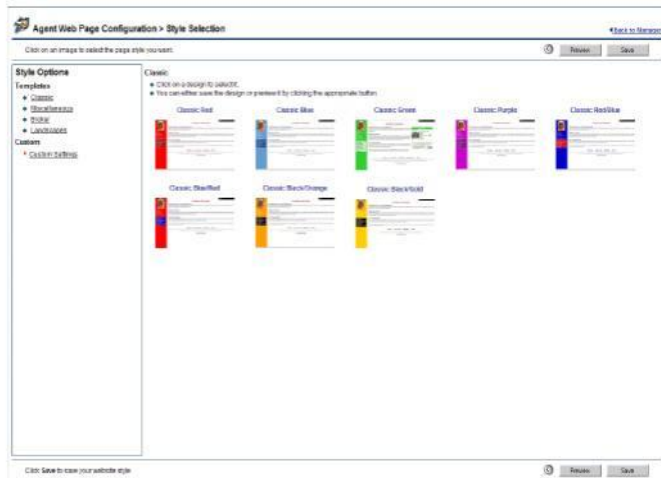 Agent Web Page Configuration > Style Selection
Back to Manager
Click on an image to select the page style you want.
Preview
Save
Style Options
Templates
Classic
Miscellaneous
Broker
Landscapes
Custom
Custom Settings
Classic
Click on a design to select it.
You can either save the design or preview it by clicking the appropriate button
Classic Red
Classic Blue
Classic Green
Classic Purple
Classic Red/Blue
Classic Blue/Red
Classic Black/Orange
Classic Black/Gold
Click Save to save your website style
Preview
Save